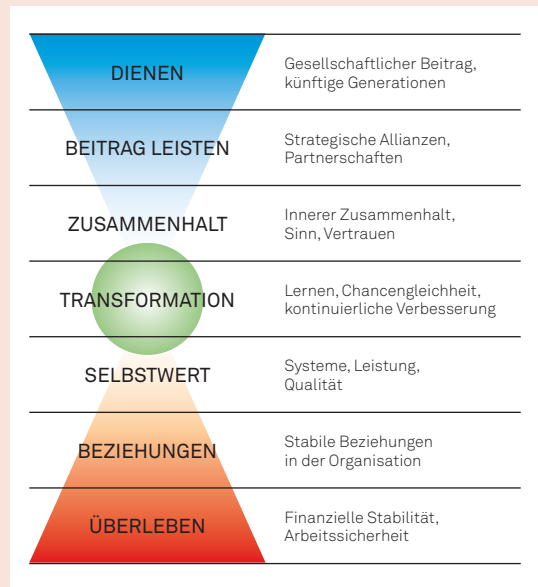 DIENEN
Gesellschaftlicher Beitrag,
künftige Generationen
BEITRAG LEISTEN
Strategische Allianzen,
Partnerschaften
ZUSAMMENHALT
Innerer Zusammenhalt,
Sinn, Vertrauen
TRANSFORMATION
Lernen, Chancengleichheit,
kontinuierliche Verbesserung
SELBSTWERT
Systeme, Leistung,
Qualität
BEZIEHUNGEN
Stabile Beziehungen
in der Organisation
ÜBERLEBEN
Finanzielle Stabilität,
Arbeitssicherheit